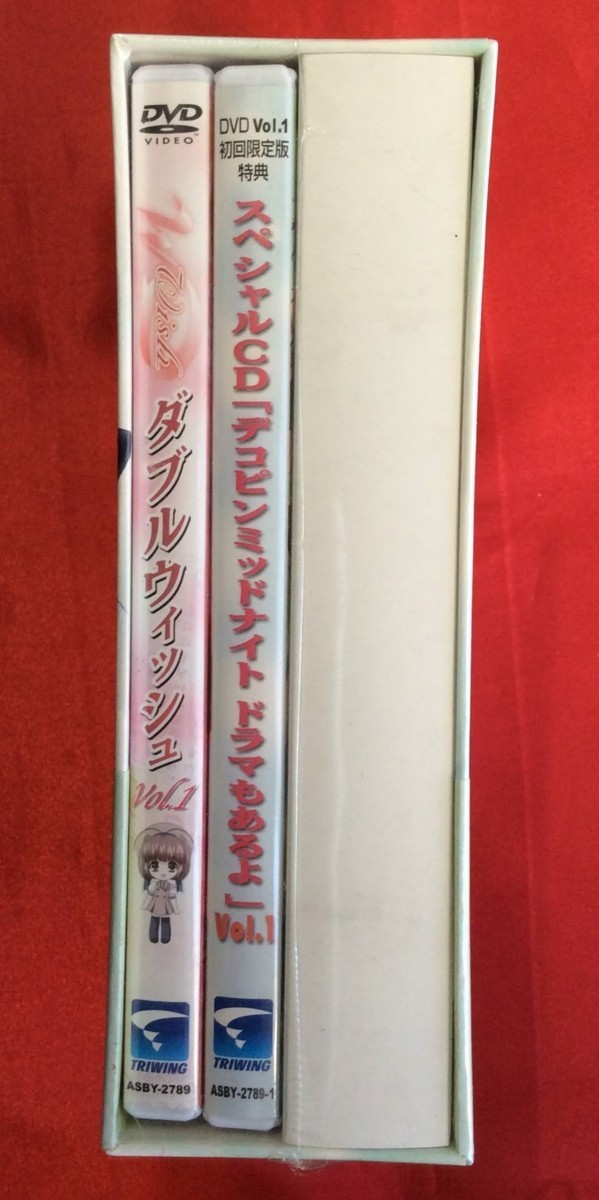 DVD
VIDEO
W Wish
ダブルウィッシュ
Vol.1
TRIWING
ASBY-2789
DVD Vol.1
初回限定版
特典
スペシャルCD「デコピンミッドナイト ドラマもあるよ」
Vol.1
TRIWING
ASBY-2789-1